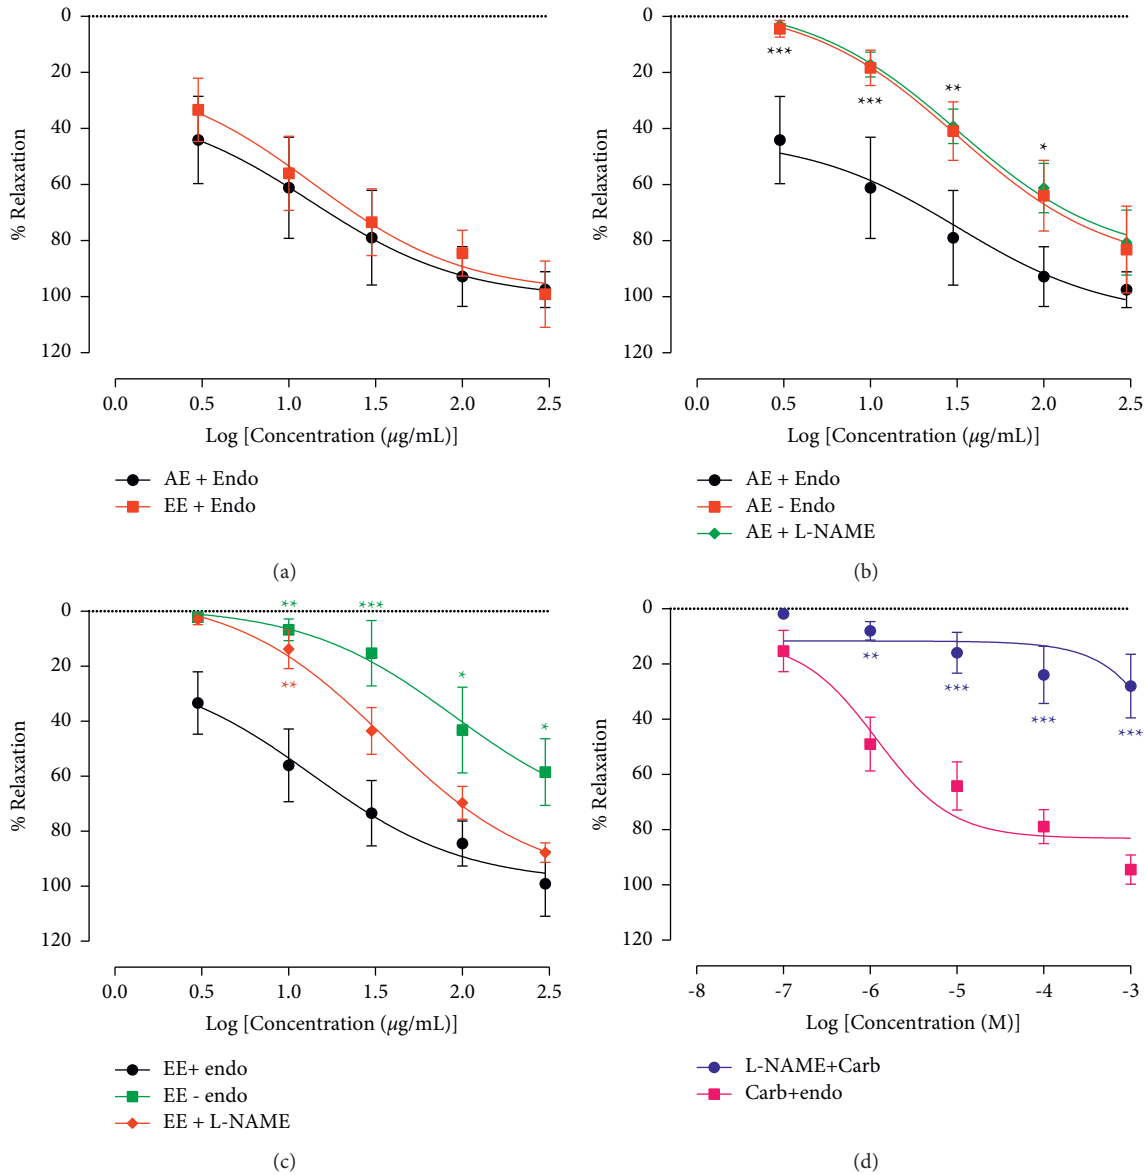 0
20
40
60
80
100
120
% Relaxation
0.0 0.5 1.0 1.5 2.0 2.5
Log [Concentration (μg/mL)]
AE + Endo
EE + Endo
(a)
0
20
40
60
80
100
120
% Relaxation
***
***
**
*
0.0 0.5 1.0 1.5 2.0 2.5
Log [Concentration (μg/mL)]
AE + Endo
AE - Endo
AE + L-NAME
(b)
0
20
40
60
80
100
120
% Relaxation
** ***
*
**
*
0.0 0.5 1.0 1.5 2.0 2.5
Log [Concentration (μg/mL)]
EE+ endo
EE - endo
EE + L-NAME
(c)
0
20
40
60
80
100
120
% Relaxation
**
***
***
***
-8 -7 -6 -5 -4 -3
Log [Concentration (M)]
L-NAME+Carb
Carb+endo
(d)